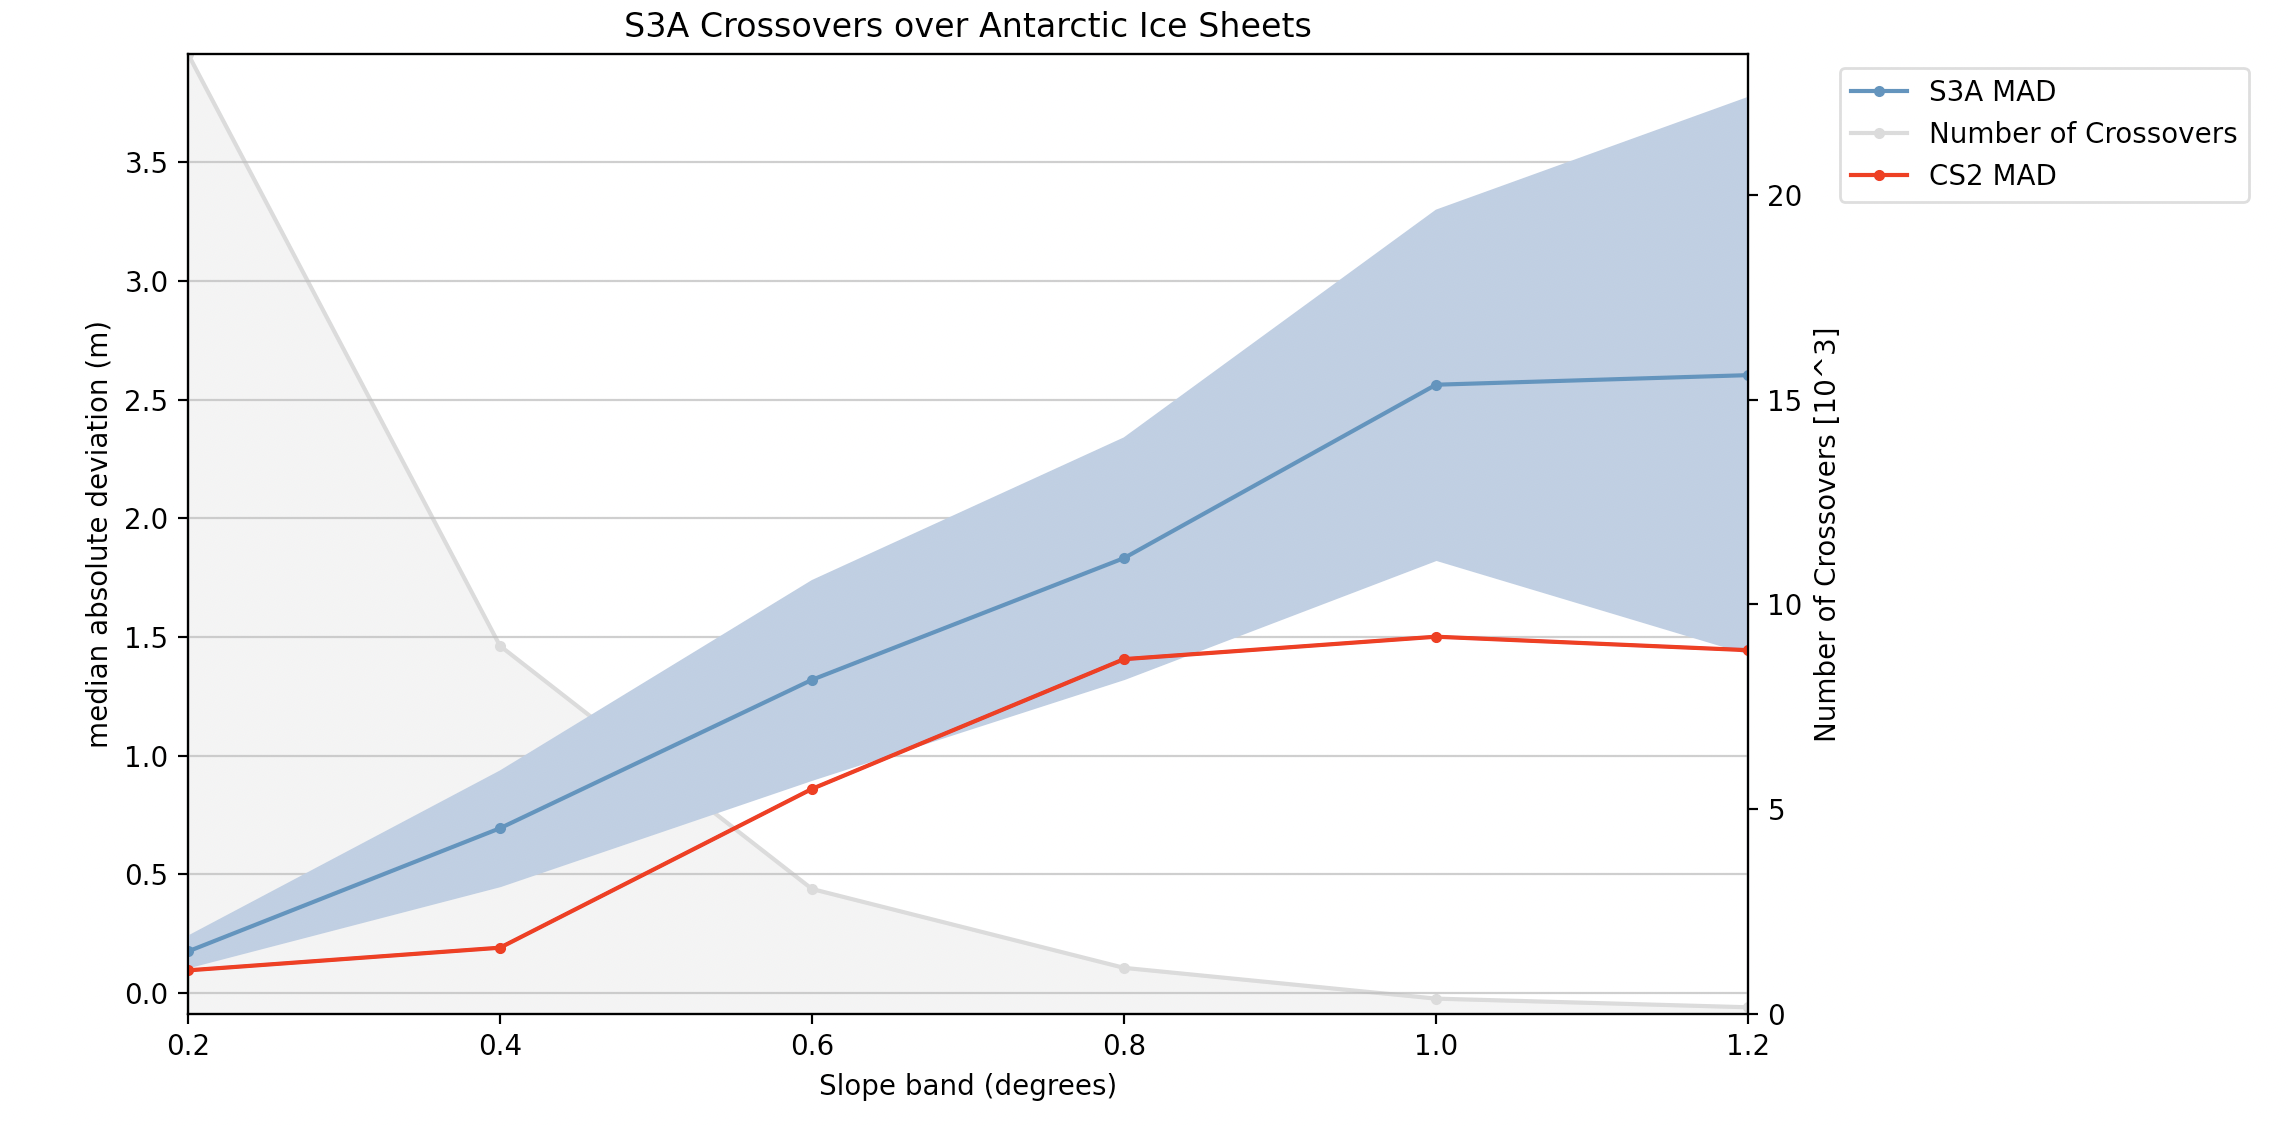 S3A Crossovers over Antarctic Ice Sheets
S3A MAD
Number of Crossovers
CS2 MAD
median absolute deviation (m)
3.5
3.0
2.5
2.0
1.5
1.0
0.5
0.0
20
15
10
5
0
Number of Crossovers [10^3]
0.2 0.4 0.6 0.8 1.0 1.2
Slope band (degrees)